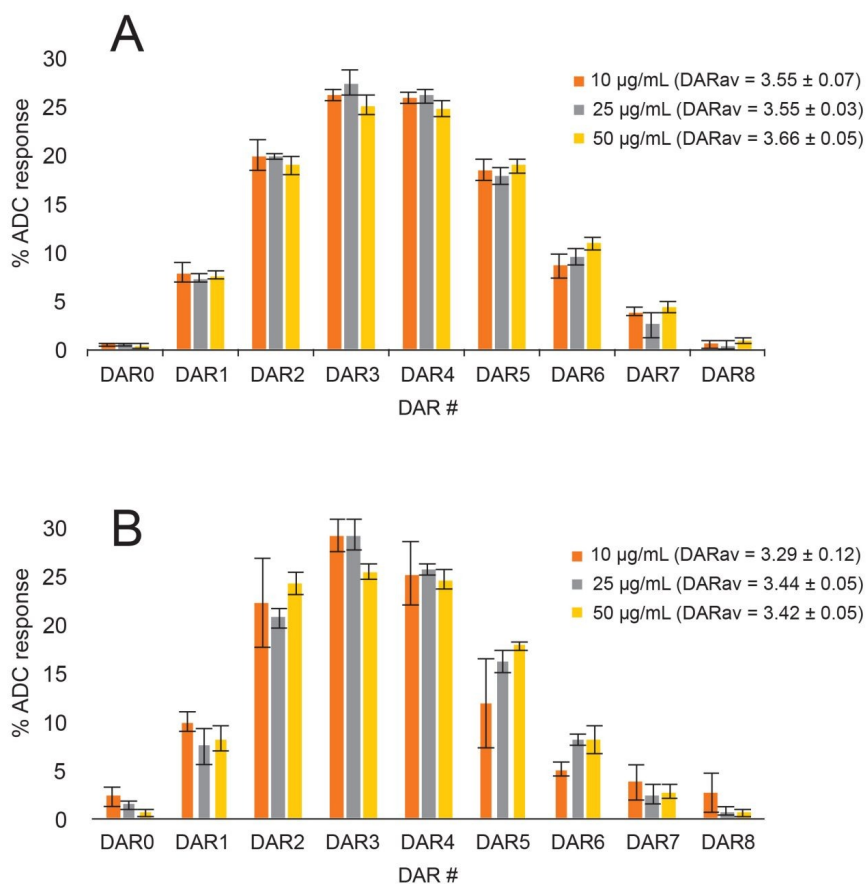 A
30
25
20
15
10
5
0
% ADC response
10 µg/mL (DARav = 3.55 ± 0.07)
25 µg/mL (DARav = 3.55 ± 0.03)
50 µg/mL (DARav = 3.66 ± 0.05)
DAR0 DAR1 DAR2 DAR3 DAR4 DAR5 DAR6 DAR7 DAR8
DAR #
B
30
25
20
15
10
5
0
% ADC response
10 µg/mL (DARav = 3.29 ± 0.12)
25 µg/mL (DARav = 3.44 ± 0.05)
50 µg/mL (DARav = 3.42 ± 0.05)
DAR0 DAR1 DAR2 DAR3 DAR4 DAR5 DAR6 DAR7 DAR8
DAR #